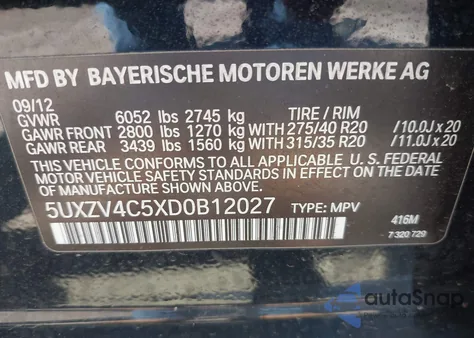 MFD BY BAYERISCHE MOTOREN WERKE AG
09/12
GVWR 6052 lbs 2745 kg TIRE / RIM
GAWR FRONT 2800 lbs 1270 kg WITH 275/40 R20 /10.0J x 20
GAWR REAR 3439 lbs 1560 kg WITH 315/35 R20 /11.0J x 20
THIS VEHICLE CONFORMS TO ALL APPLICABLE U. S. FEDERAL
MOTOR VEHICLE SAFETY STANDARDS IN EFFECT ON THE
DATE OF MANUFACTURE SHOWN ABOVE.
5UXZV4C5XD0B12027 TYPE: MPV
416M
7 320 729
autoSnap